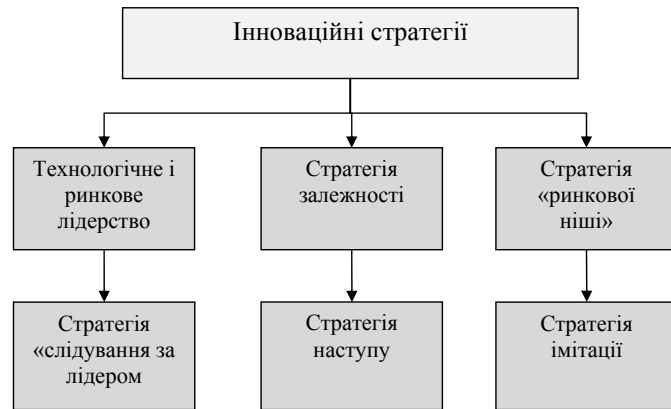 Інноваційні стратегії
Технологічне і
ринкове
лідерство
Стратегія
залежності
Стратегія
«ринкової
ніші»
Стратегія
«слідування за
лідером
Стратегія
наступу
Стратегія
імітації